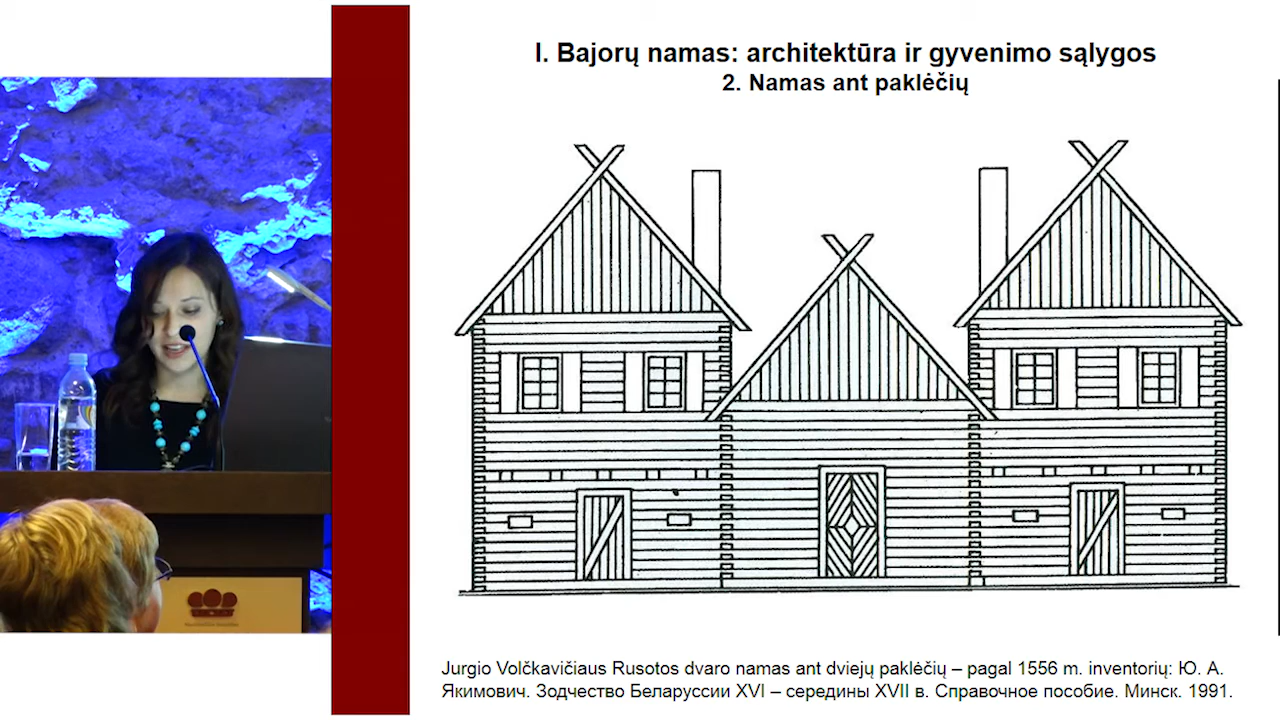 I. Bajorų namas: architektūra ir gyvenimo sąlygos
2. Namas ant paklėčių
Jurgio Volčkavičiaus Rusotos dvaro namas ant dviejų paklėčių – pagal 1556 m. inventorių: Ю. А.
Якимович. Зодчество Беларуссии XVI – середины XVII в. Справочное пособие. Минск. 1991.